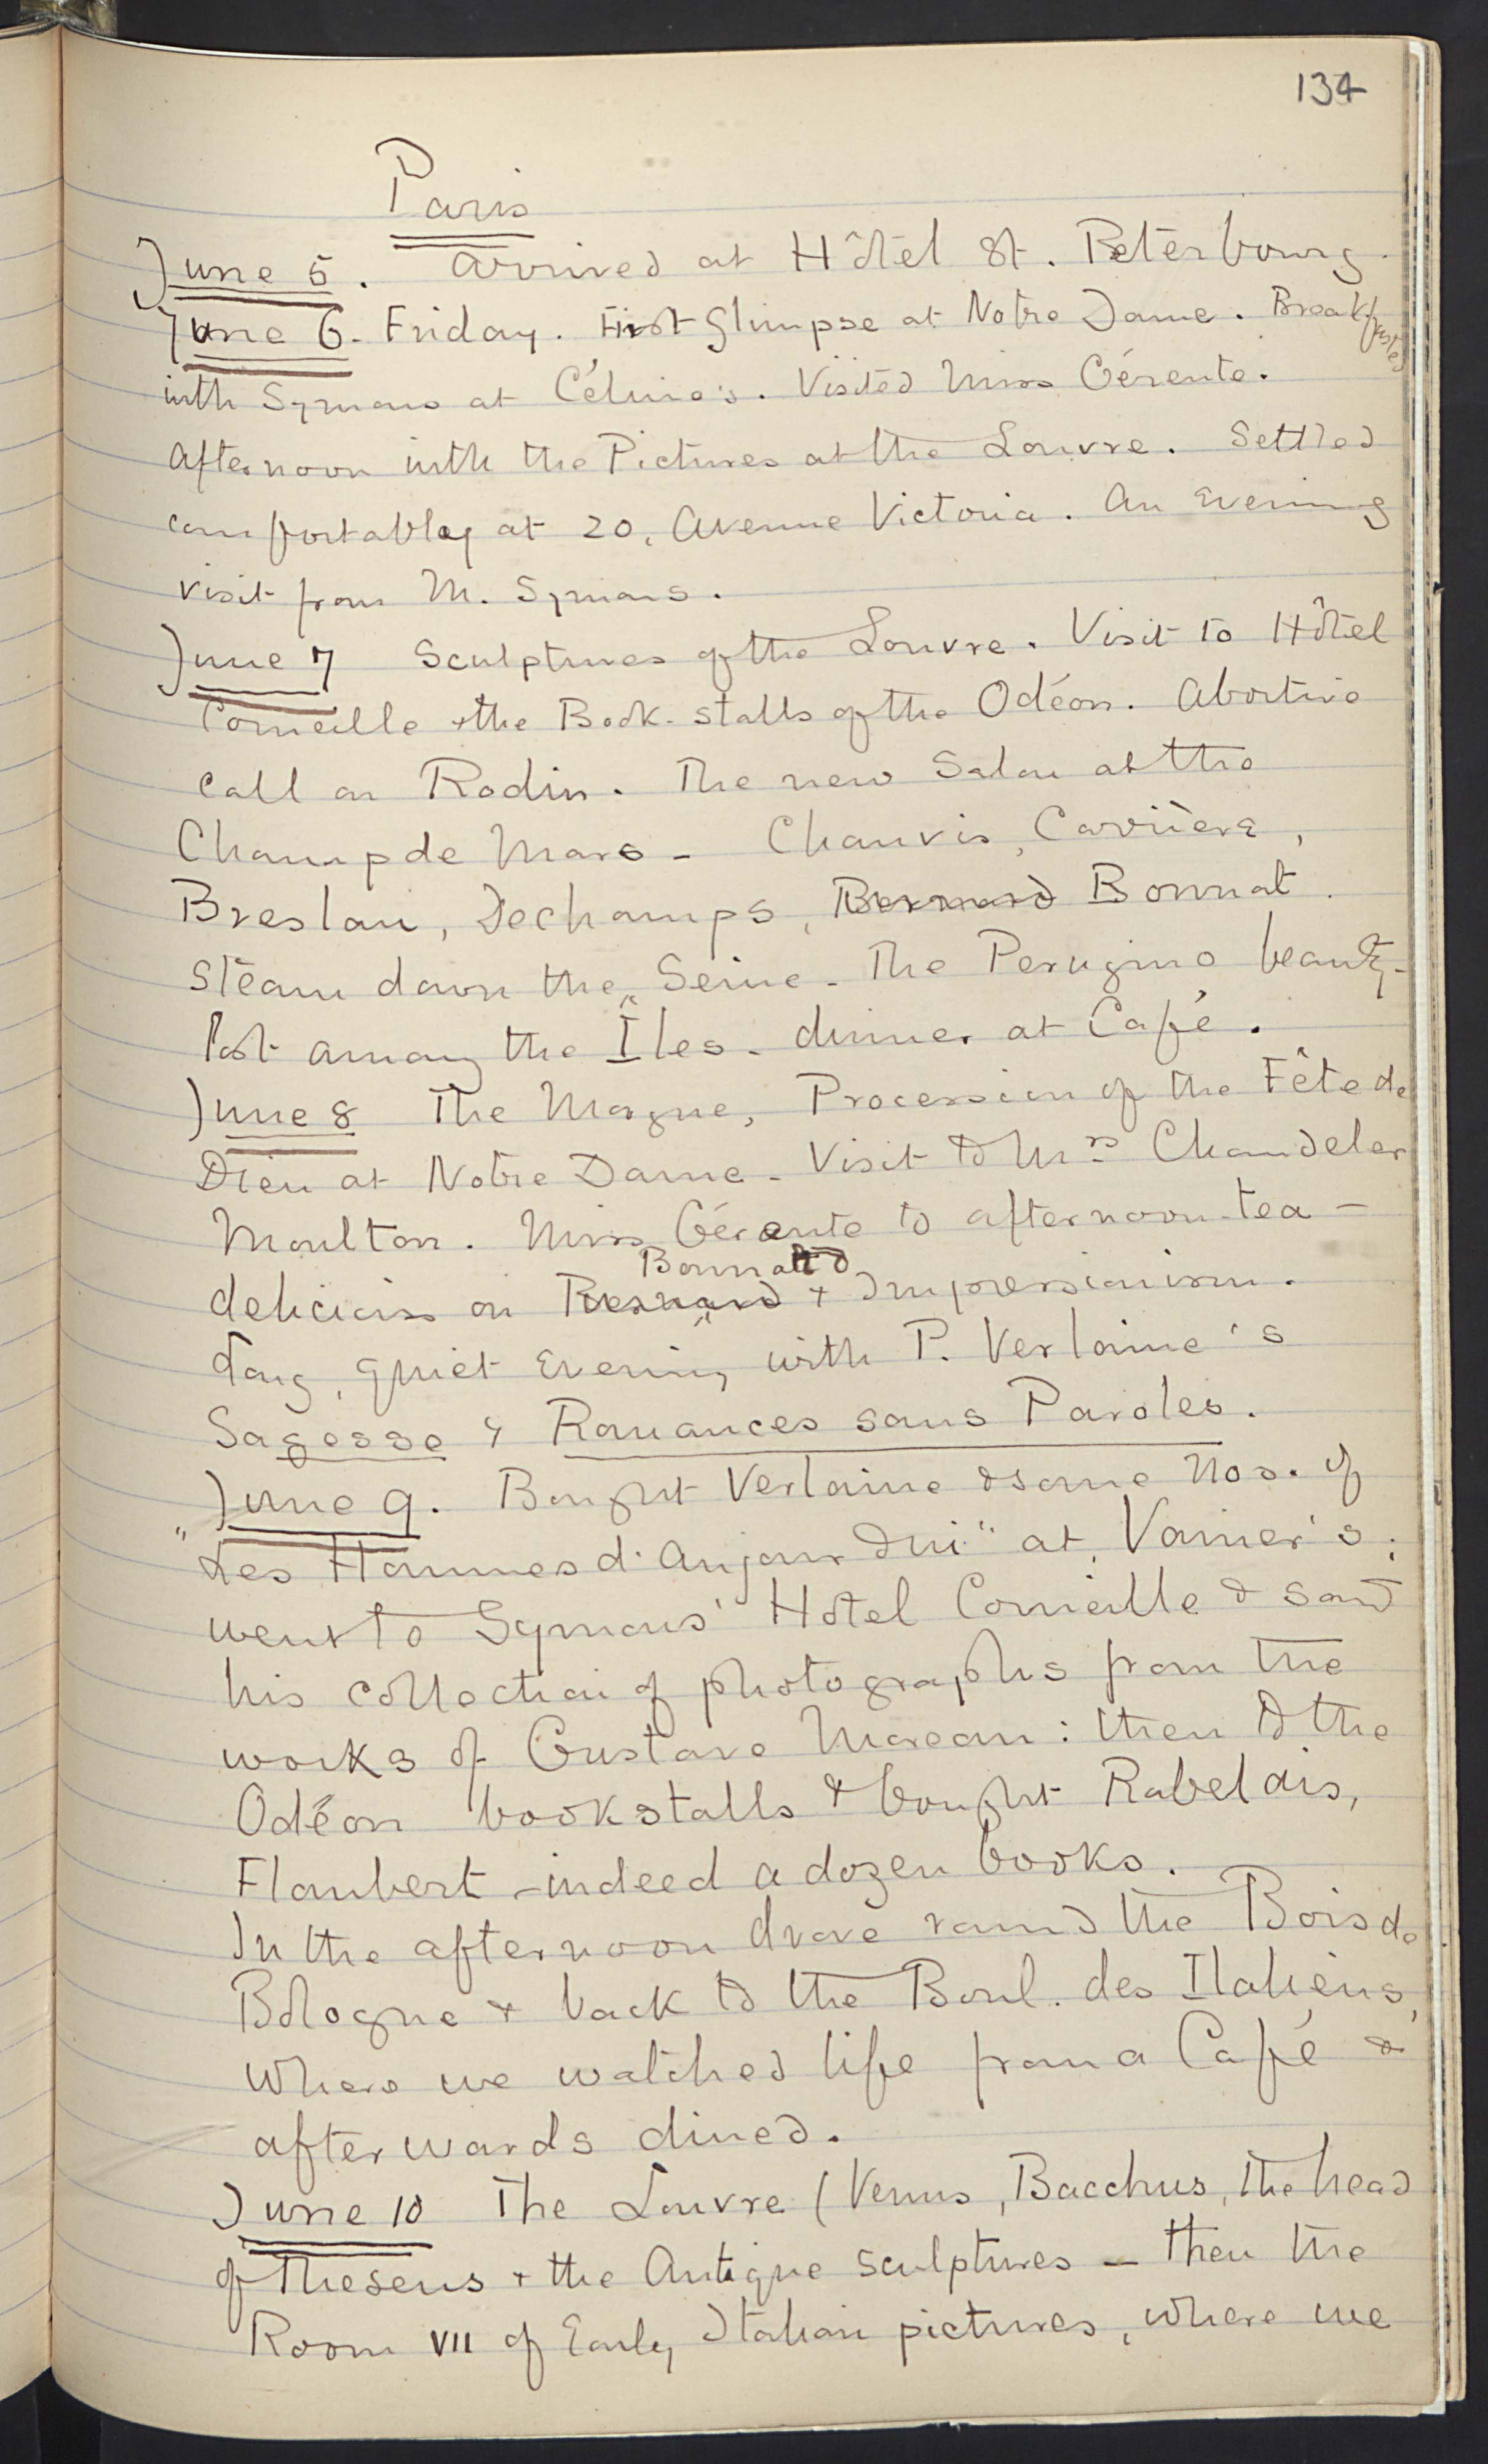 134
Paris
June 5. Arrived at Hôtel St. Petersbourg.
June 6. Friday. First glimpse at Notre Dame. Breakfasted
with Symons at Céline's. Visited Miss Gérente.
Afternoon with the Pictures at the Louvre. Settled
comfortably at 20, Avenue Victoria. An evening
visit from M. Symons.
June 7 Sculptures of the Louvre. Visit to Hôtel
Corneille & the Book-stalls of the Odéon. Abortive
call on Rodin. The new Salon at the
Champ de Mars – Chauvis, Carrière,
Breslau, Dechamps, Besnard Bonnat.
Steam down the Seine – The Perugino beauty –
lost among the Îles – dinner at Café.
June 8 The Morgue, Procession of the Fête de
Dieu at Notre Dame – Visit to Mrs Chandeler
Moulton. Miss Gérente to afternoon-tea –
delicious on Besnard Bonnat & Impressionism.
Long, quiet evening with P. Verlaine's
Sagesse & Romances sans Paroles.
June 9. Bought Verlaine & some Nos. of
"Les Hommes d'Aujourdhui" at Vanier's;
went to Symons' Hotel Corneille & saw
his collection of photographs from the
works of Gustave Moreau: then to the
Odéon bookstalls & bought Rabelais,
Flaubert – indeed a dozen books.
In the afternoon drove round the Bois de
Bologne & back to the Boul. des Italiens,
where we watched life from a Café &
afterwards dined.
June 10 The Louvre (Venus, Bacchus, the head
of Theseus & the Antique sculptures – then the
Room VII of Early Italian pictures, where we